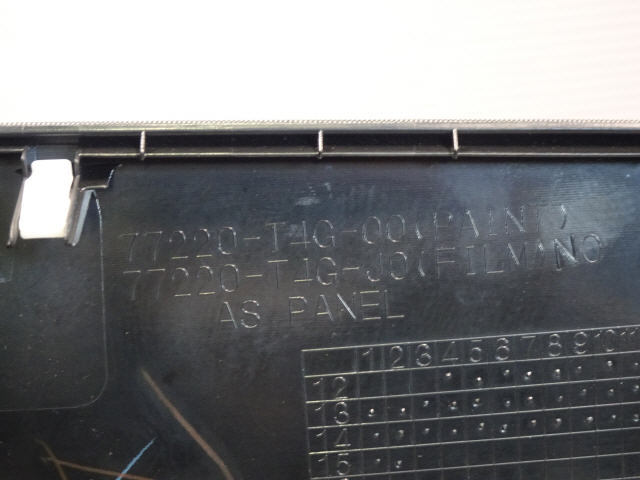 77220-T4G-00(PAINT)
77220-T4G-J0(FILM)NO
AS PANEL
1 2 3 4 5 6 7 8 9 10 11
12
13
14
15